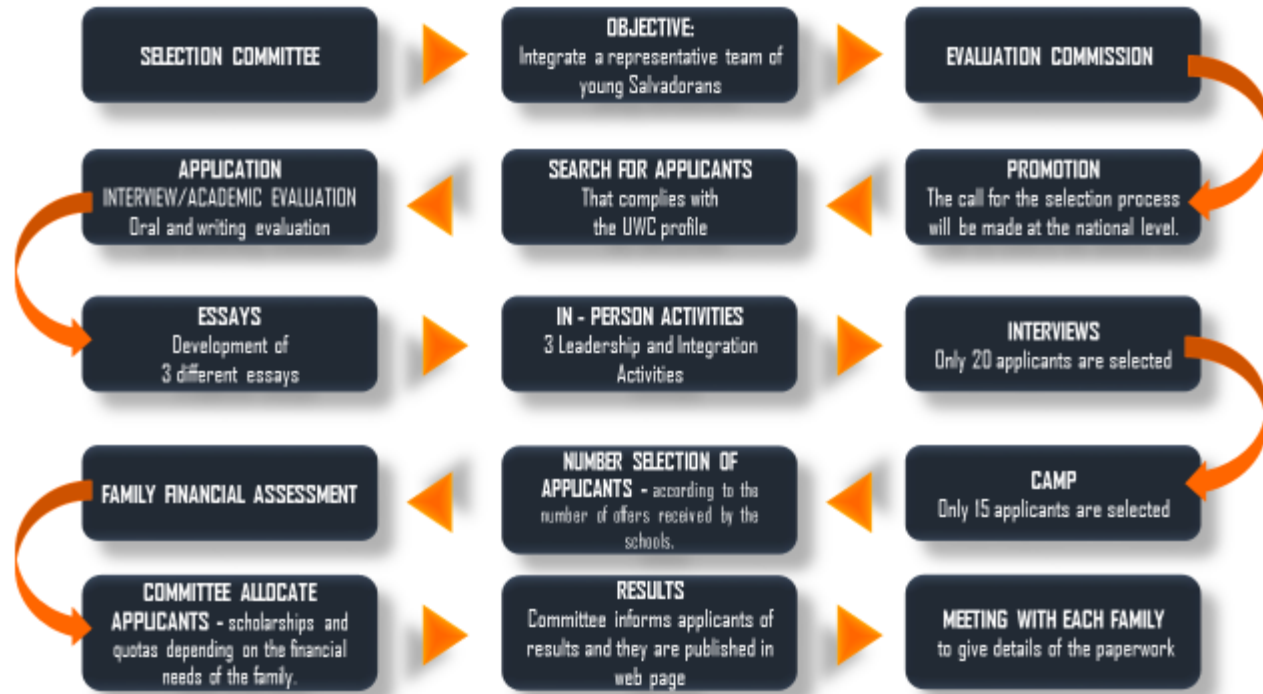 SELECTION COMMITTEE
OBJECTIVE:
Integrate a representative team of
young Salvadorans
EVALUATION COMMISSION
APPLICATION
INTERVIEW/ACADEMIC EVALUATION
Oral and writing evaluation
SEARCH FOR APPLICANTS
That complies with
the UWC profile
PROMOTION
The call for the selection process
will be made at the national level.
ESSAYS
Development of
3 different essays
IN - PERSON ACTIVITIES
3 Leadership and Integration
Activities
INTERVIEWS
Only 20 applicants are selected
FAMILY FINANCIAL ASSESSMENT
NUMBER SELECTION OF
APPLICANTS - according to the
number of offers received by the
schools.
CAMP
Only 15 applicants are selected
COMMITTEE ALLOCATE
APPLICANTS - scholarships and
quotas depending on the financial
needs of the family.
RESULTS
Committee informs applicants of
results and they are published in
web page
MEETING WITH EACH FAMILY
to give details of the paperwork